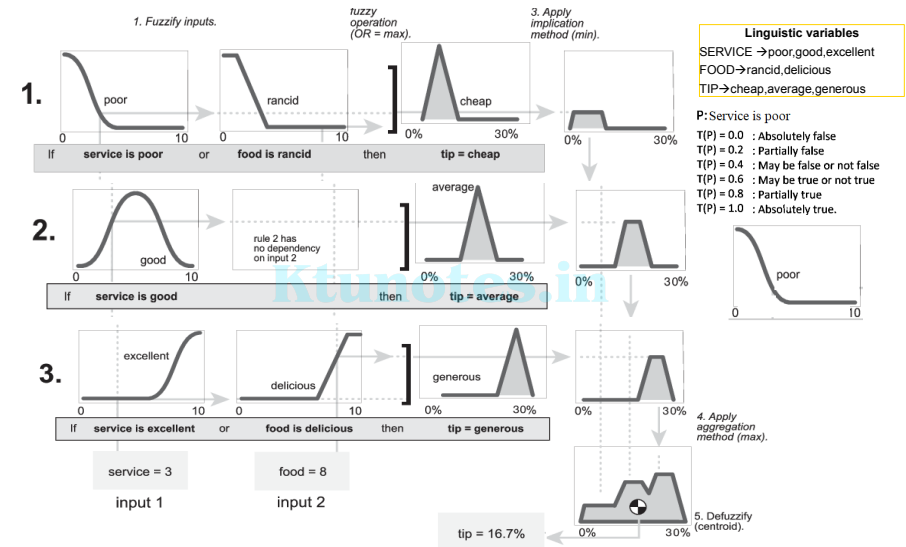 1. Fuzzify inputs.
fuzzy
operation
(OR = max).
3. Apply
implication
method (min).
1.
poor
0 10
rancid
0 10
cheap
0% 30%
0% 30%
If service is poor or food is rancid then tip = cheap
2.
good
0 10
rule 2 has
no dependency
on input 2
average
0% 30%
0% 30%
If service is good then tip = average
3.
excellent
0 10
delicious
0 10
generous
0% 30%
0% 30%
If service is excellent or food is delicious then tip = generous
4. Apply
aggregation
method (max).
service = 3
input 1
food = 8
input 2
0% 30%
5. Defuzzify
(centroid).
tip = 16.7%
Linguistic variables
SERVICE →poor,good,excellent
FOOD→rancid,delicious
TIP→cheap,average,generous
P: Service is poor
T(P) = 0.0 : Absolutely false
T(P) = 0.2 : Partially false
T(P) = 0.4 : May be false or not false
T(P) = 0.6 : May be true or not true
T(P) = 0.8 : Partially true
T(P) = 1.0 : Absolutely true.
poor
0 10
Ktunotes.in